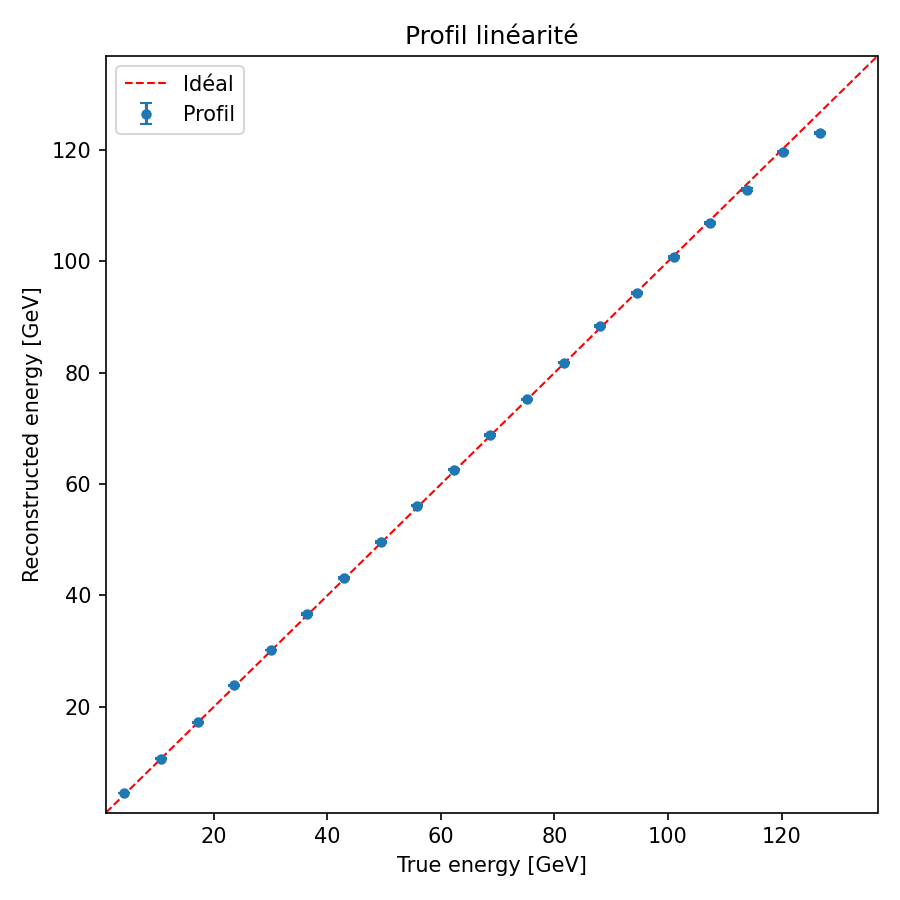 Profil linéarité
Idéal
Profil
Reconstructed energy [GeV]
120
100
80
60
40
20
20 40 60 80 100 120
True energy [GeV]